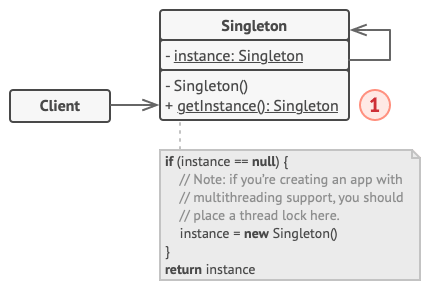 Singleton
- instance: Singleton
- Singleton()
+ getInstance(): Singleton
Client
1
if (instance == null) {
// Note: if you're creating an app with
// multithreading support, you should
// place a thread lock here.
instance = new Singleton()
}
return instance